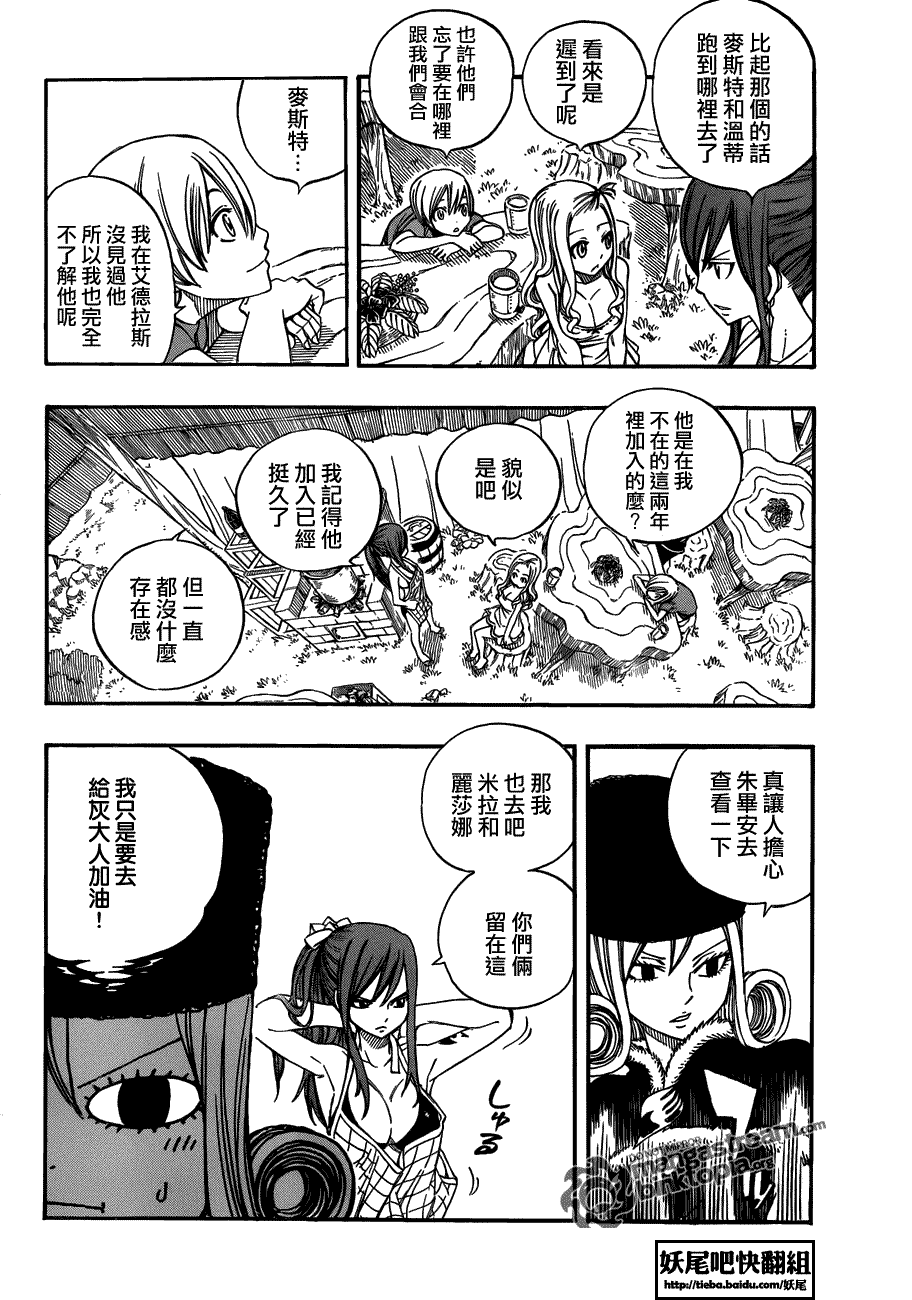 比起那個的話
麥斯特和溫蒂
跑到哪裡去了
看來是
遲到了呢
也許他們
忘了要在哪裡
跟我們會合
麥斯特…
我在艾德拉斯
沒見過他
所以我也完全
不了解他呢
他是在我
不在的這兩年
裡加入的麼？
貌似
是吧
我記得他
加入已經
挺久了
但一直
都沒什麼
存在感
真讓人擔心
朱畢安去
查看一下
那我
也去吧
米拉和
麗莎娜
你們倆
留在這
しゅる
我只是要去
給灰大人加油！
POWER MIRROR
mangastream.com
binktopia.org
妖尾吧快翻組
http://tieba.baidu.com/妖尾